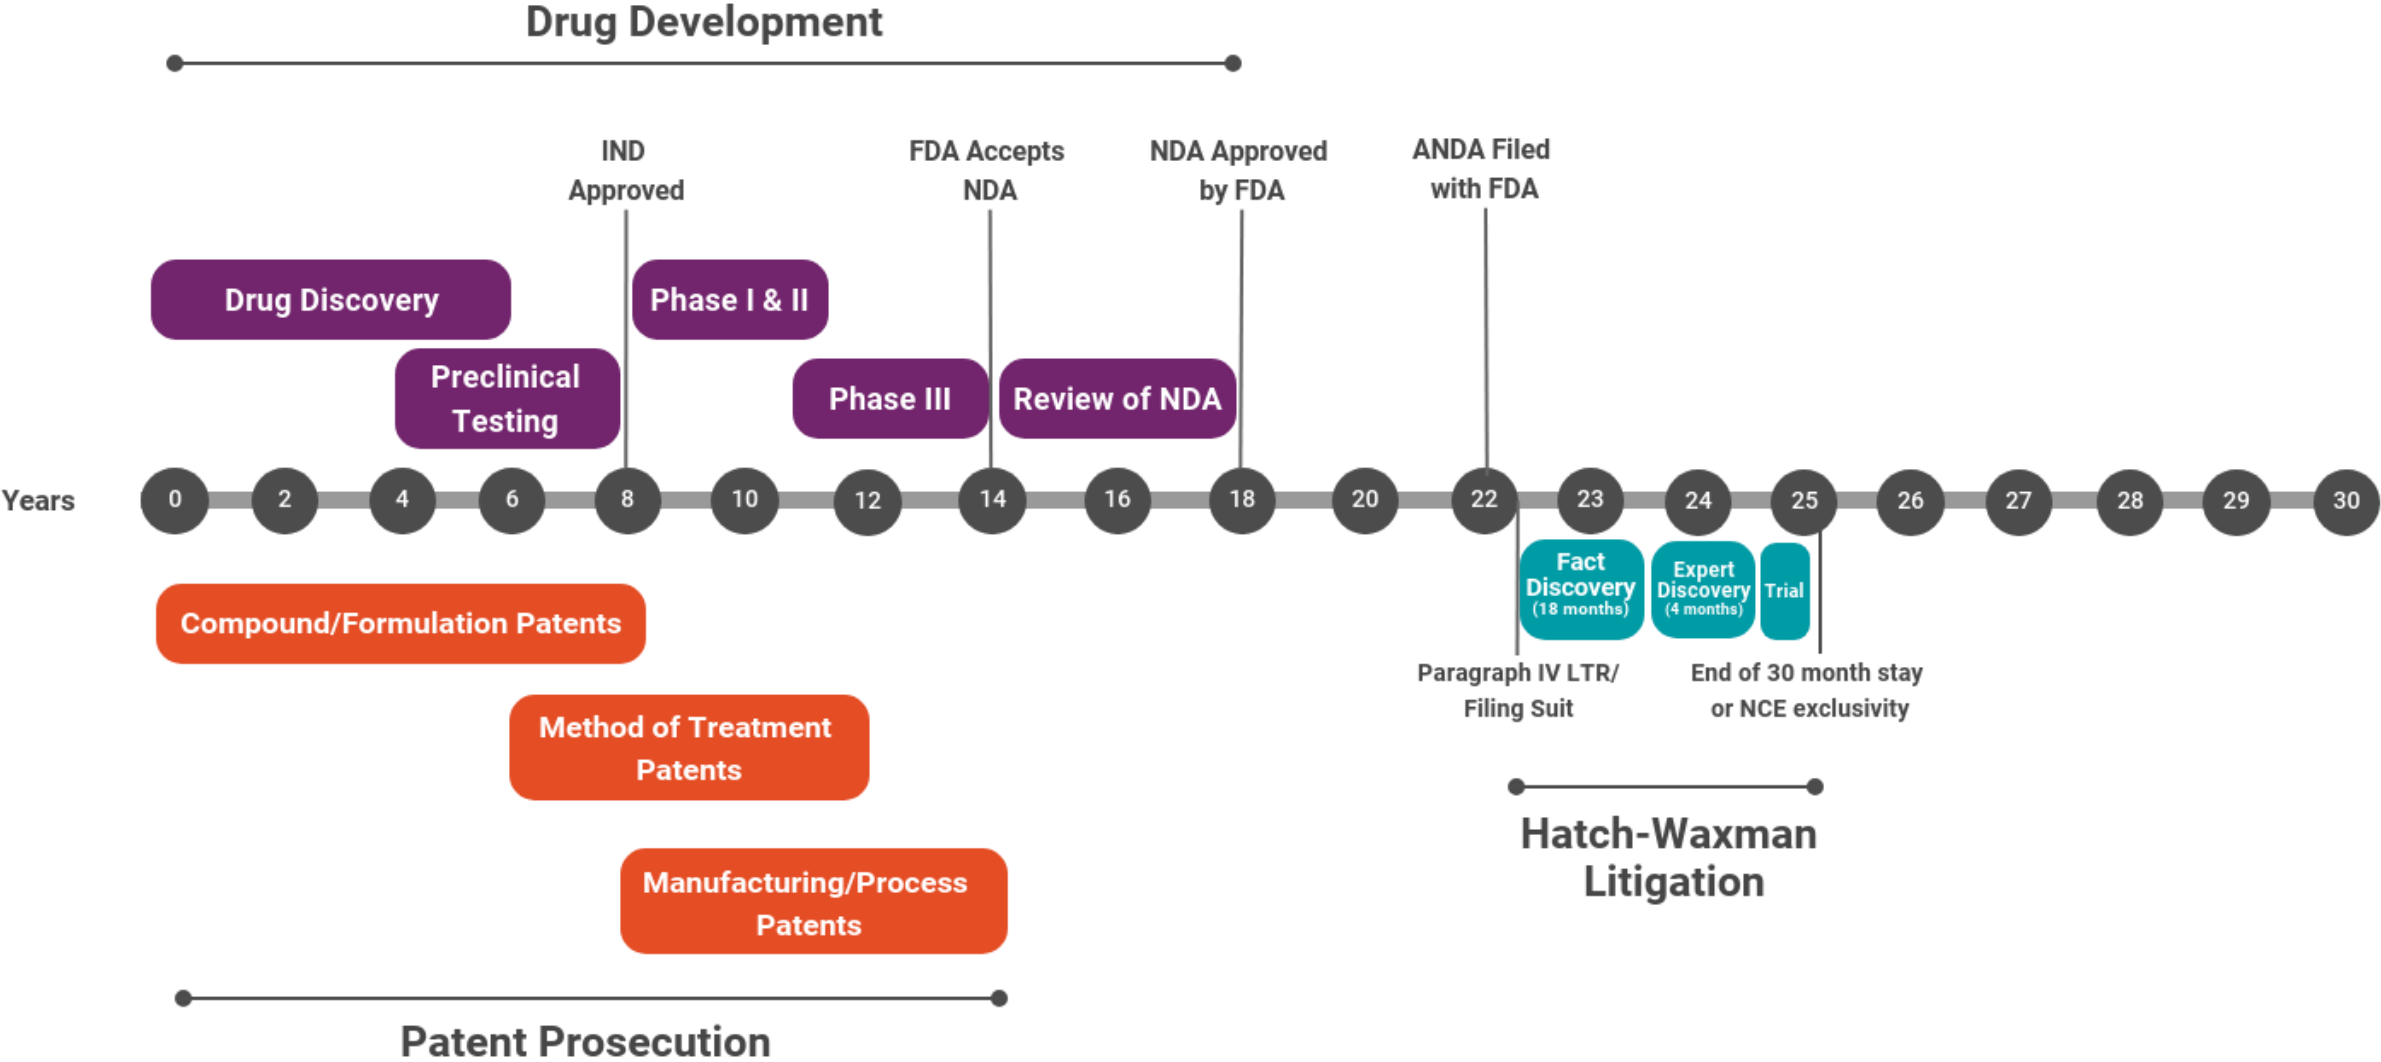 Drug Development
IND
Approved
FDA Accepts
NDA
NDA Approved
by FDA
ANDA Filed
with FDA
Drug Discovery
Phase I & II
Preclinical
Testing
Phase III
Review of NDA
Years 0 2 4 6 8 10 12 14 16 18 20 22 23 24 25 26 27 28 29 30
Fact
Discovery
(18 months)
Expert
Discovery
(4 months)
Trial
Compound/Formulation Patents
Paragraph IV LTR/
Filing Suit
End of 30 month stay
or NCE exclusivity
Method of Treatment
Patents
Hatch-Waxman
Litigation
Manufacturing/Process
Patents
Patent Prosecution